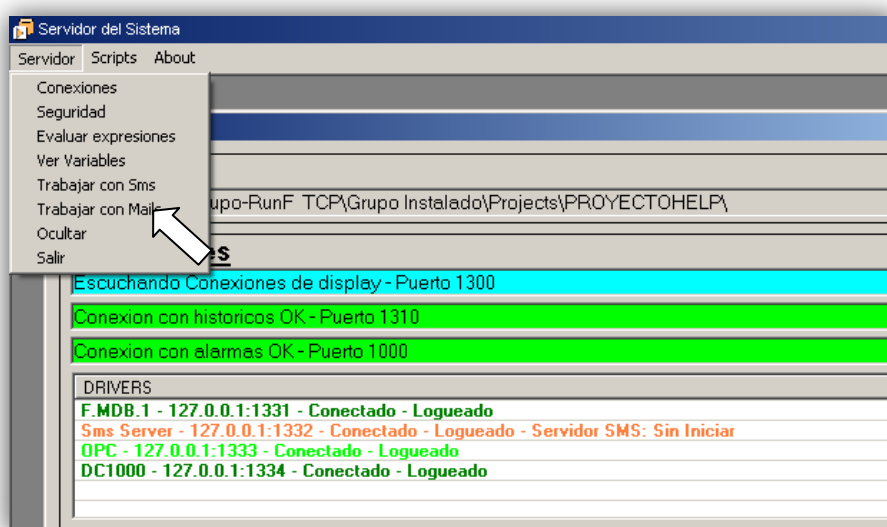 Servidor del Sistema
Servidor Scripts About
Conexiones
Seguridad
Evaluar expresiones
Ver Variables
Trabajar con Sms
Trabajar con Mails
Ocultar
Salir
upo-RunF TCP\Grupo Instalado\Projects\PROYECTOHELP\
es
Escuchando Conexiones de display - Puerto 1300
Conexion con historicos OK - Puerto 1310
Conexion con alarmas OK - Puerto 1000
DRIVERS
F.MDB.1 - 127.0.0.1:1331 - Conectado - Logueado
Sms Server - 127.0.0.1:1332 - Conectado - Logueado - Servidor SMS: Sin Iniciar
OPC - 127.0.0.1:1333 - Conectado - Logueado
DC1000 - 127.0.0.1:1334 - Conectado - Logueado